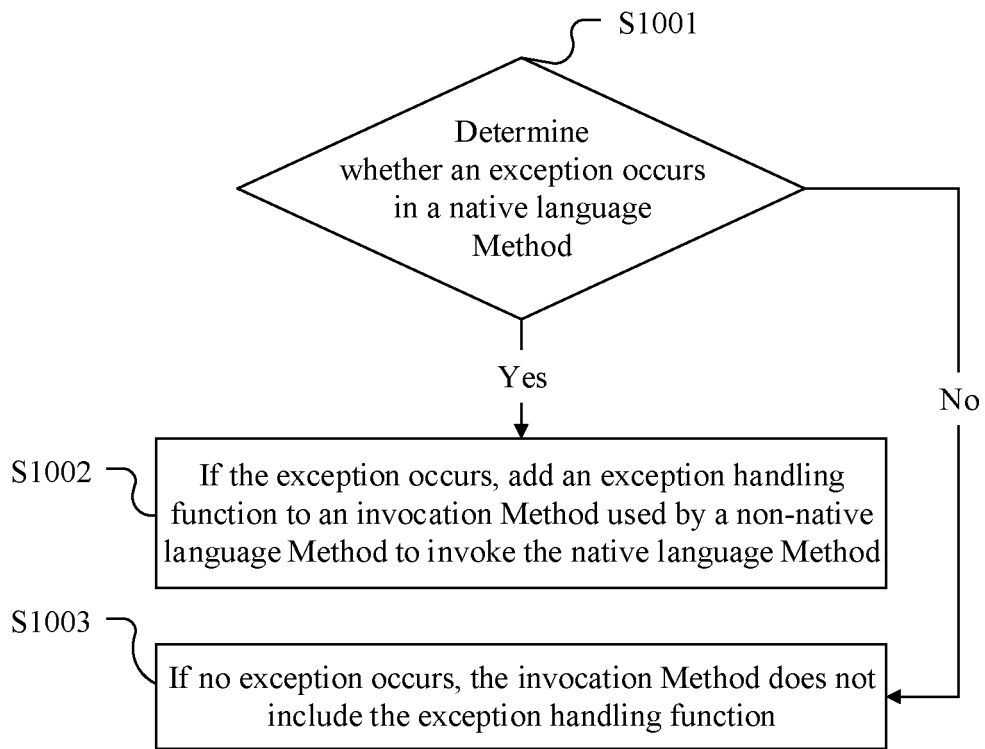 S1001
Determine
whether an exception occurs
in a native language
Method
Yes
No
S1002
If the exception occurs, add an exception handling
function to an invocation Method used by a non-native
language Method to invoke the native language Method
S1003
If no exception occurs, the invocation Method does not
include the exception handling function